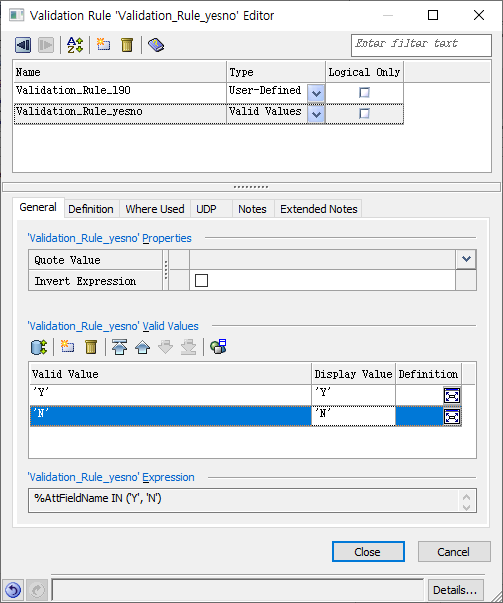 Validation Rule 'Validation_Rule_yesno' Editor
Enter filter text
Name Type Logical Only
Validation_Rule_190 User-Defined
Validation_Rule_yesno Valid Values
General Definition Where Used UDP Notes Extended Notes
'Validation_Rule_yesno' Properties
Quote Value
Invert Expression
'Validation_Rule_yesno' Valid Values
Valid Value Display Value Definition
'Y' 'Y'
'N' 'N'
'Validation_Rule_yesno' Expression
%AttFieldName IN ('Y', 'N')
Close Cancel
Details...